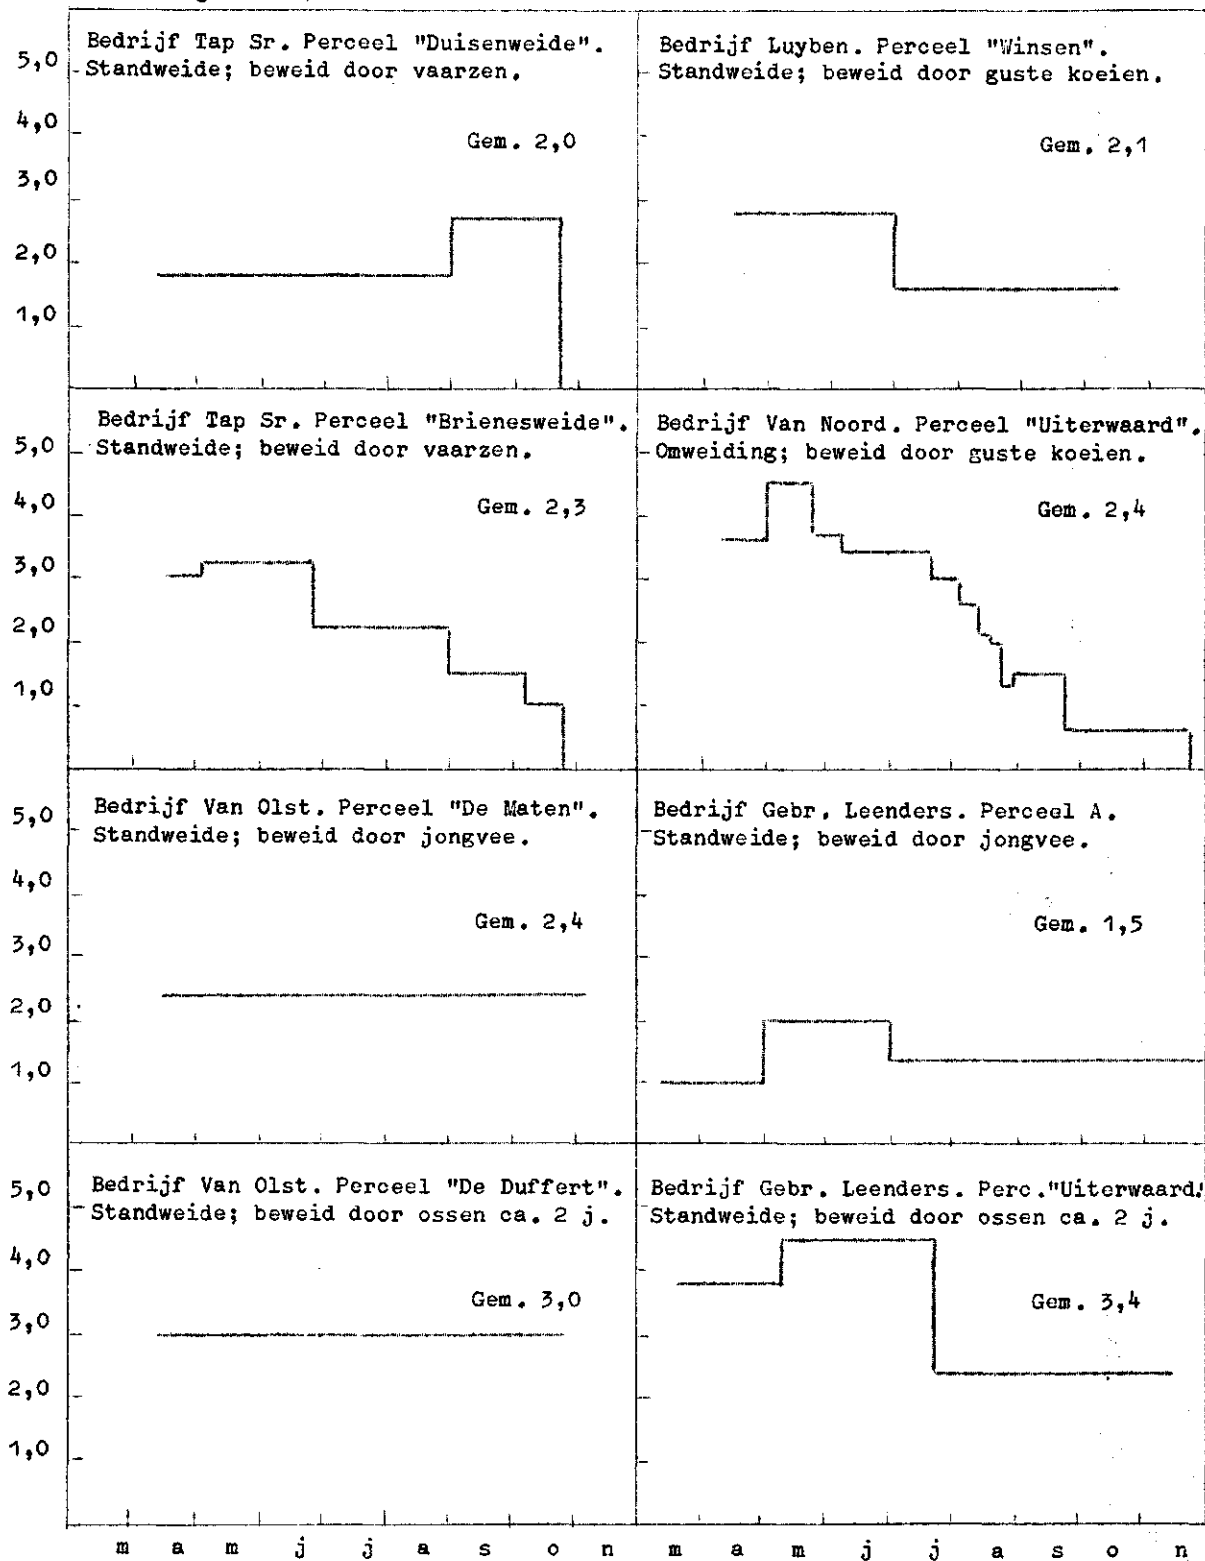 Bedrijf Tap Sr. Perceel "Duisenweide".
Standweide; beweid door vaarzen.
Gem. 2,0
5,0
4,0
3,0
2,0
1,0
Bedrijf Luyben. Perceel "Winsen".
Standweide; beweid door guste koeien.
Gem. 2,1
Bedrijf Tap Sr. Perceel "Brienesweide".
Standweide; beweid door vaarzen.
Gem. 2,3
5,0
4,0
3,0
2,0
1,0
Bedrijf Van Noord. Perceel "Uiterwaard".
Omweiding; beweid door guste koeien.
Gem. 2,4
Bedrijf Van Olst. Perceel "De Maten".
Standweide; beweid door jongvee.
Gem. 2,4
5,0
4,0
3,0
2,0
1,0
Bedrijf Gebr. Leenders. Perceel A.
Standweide; beweid door jongvee.
Gem. 1,5
Bedrijf Van Olst. Perceel "De Duffert".
Standweide; beweid door ossen ca. 2 j.
Gem. 3,0
5,0
4,0
3,0
2,0
1,0
Bedrijf Gebr. Leenders. Perc."Uiterwaard"
Standweide; beweid door ossen ca. 2 j.
Gem. 3,4
m a m j j a s o n
m a m j j a s o n